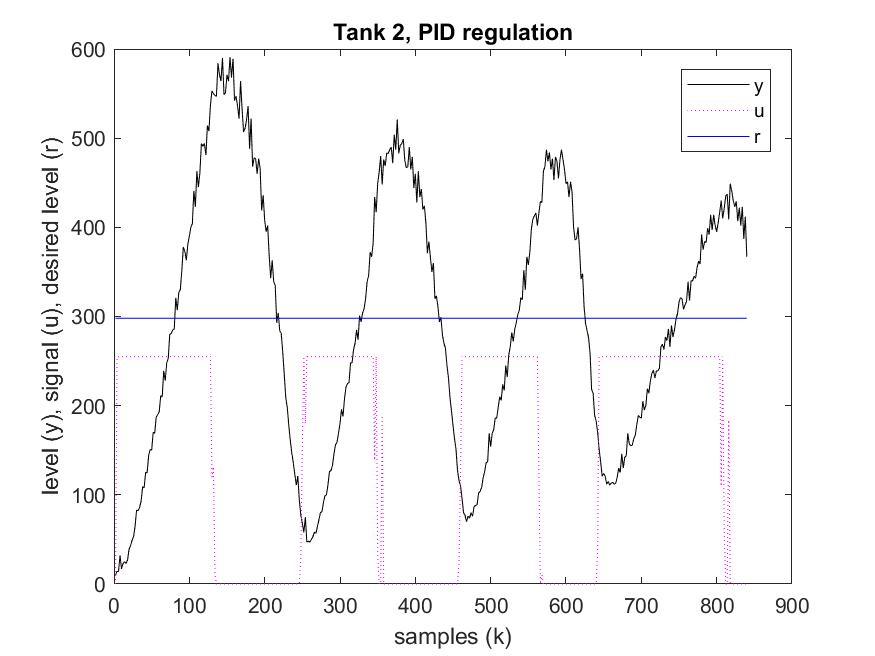 Tank 2, PID regulation
y
u
r
level (y), signal (u), desired level (r)
600
500
400
300
200
100
0
0 100 200 300 400 500 600 700 800 900
samples (k)